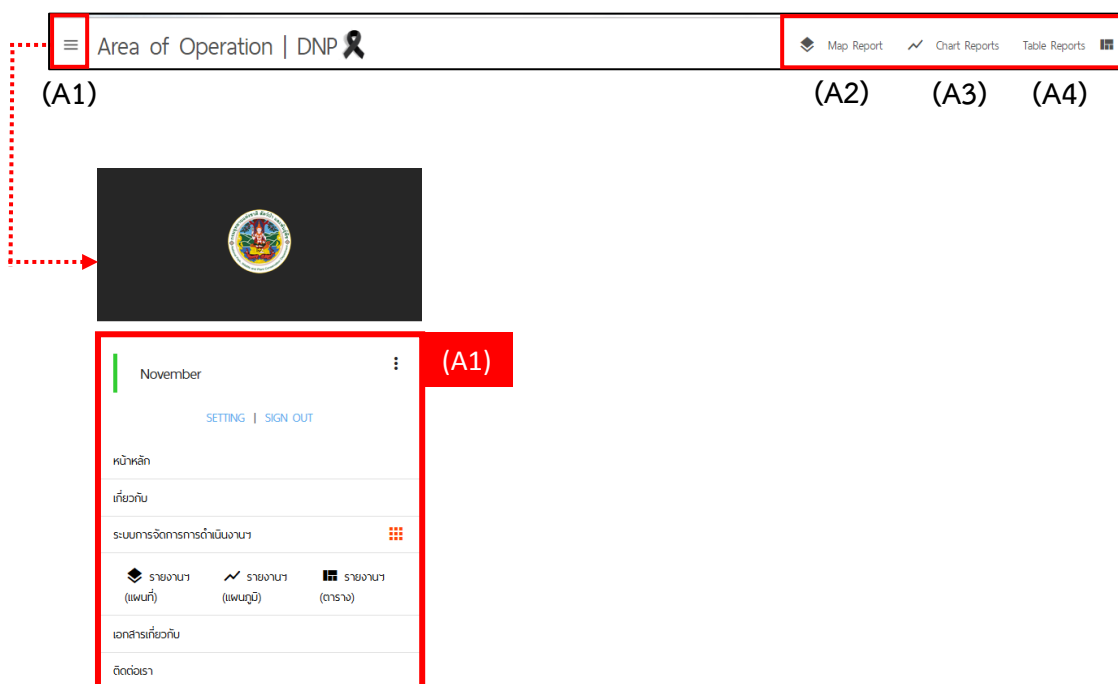 Area of Operation | DNP
Map Report
Chart Reports
Table Reports
(A1)
(A2)
(A3)
(A4)
(A1)
November
SETTING | SIGN OUT
หน้าหลัก
เกี่ยวกับ
ระบบการจัดการการดำเนินงานฯ
รายงานฯ
(แผนที่)
รายงานฯ
(แผนภูมิ)
รายงานฯ
(ตาราง)
เอกสารเกี่ยวกับ
ติดต่อเรา